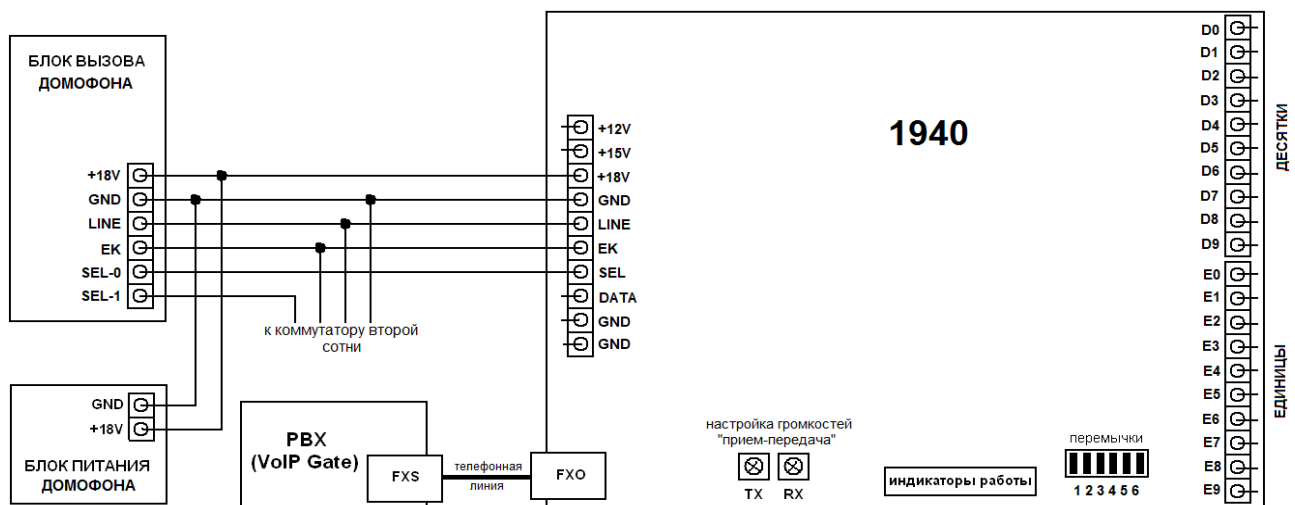 БЛОК ВЫЗОВА
ДОМОФОНА
+18V
GND
LINE
EK
SEL-0
SEL-1
к коммутатору второй
сотни
GND
+18V
БЛОК ПИТАНИЯ
ДОМОФОНА
PBX
(VoIP Gate)
FXS
телефонная
линия
FXO
+12V
+15V
+18V
GND
LINE
EK
SEL
DATA
GND
GND
1940
настройка громкостей
"прием-передача"
TX RX
индикаторы работы
перемычки
1 2 3 4 5 6
D0
D1
D2
D3
D4
D5
D6
D7
D8
D9
ДЕСЯТКИ
E0
E1
E2
E3
E4
E5
E6
E7
E8
E9
ЕДИНИЦЫ